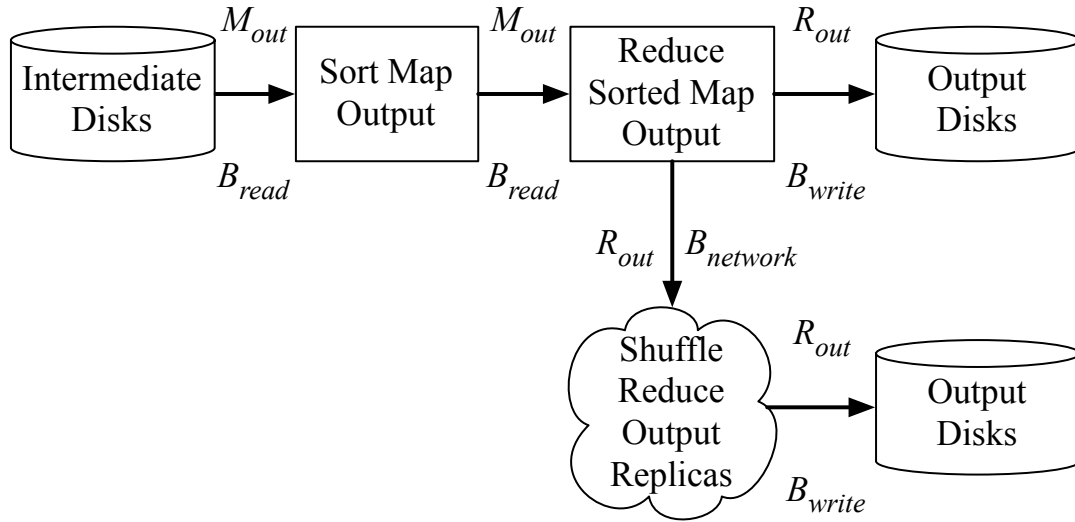 M_out
M_out
R_out
Intermediate
Disks
Sort Map
Output
Reduce
Sorted Map
Output
Output
Disks
B_read
B_read
B_write
R_out
B_network
Shuffle
Reduce
Output
Replicas
R_out
Output
Disks
B_write